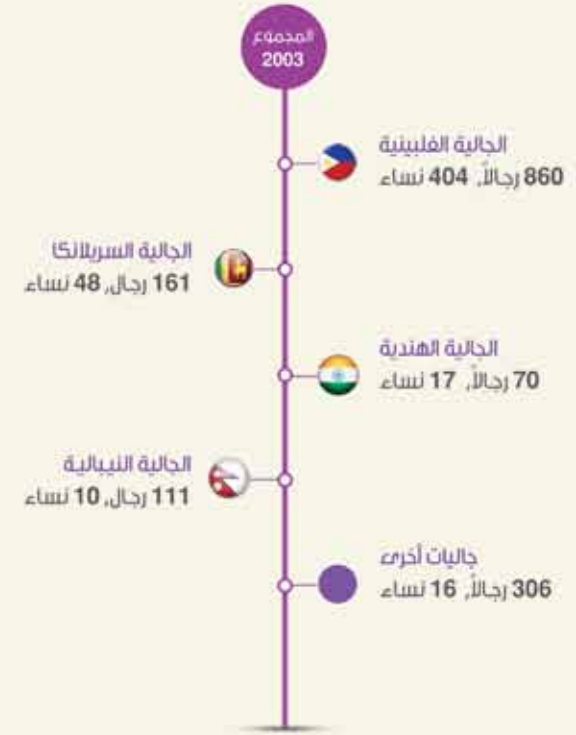 المجموع
2003
الجالية الفلبينية
860 رجالاً, 404 نساء
الجالية السريلانكا
161 رجال, 48 نساء
الجالية الهندية
70 رجالاً, 17 نساء
الجالية النيبالية
111 رجال, 10 نساء
جاليات أخرى
306 رجالاً, 16 نساء